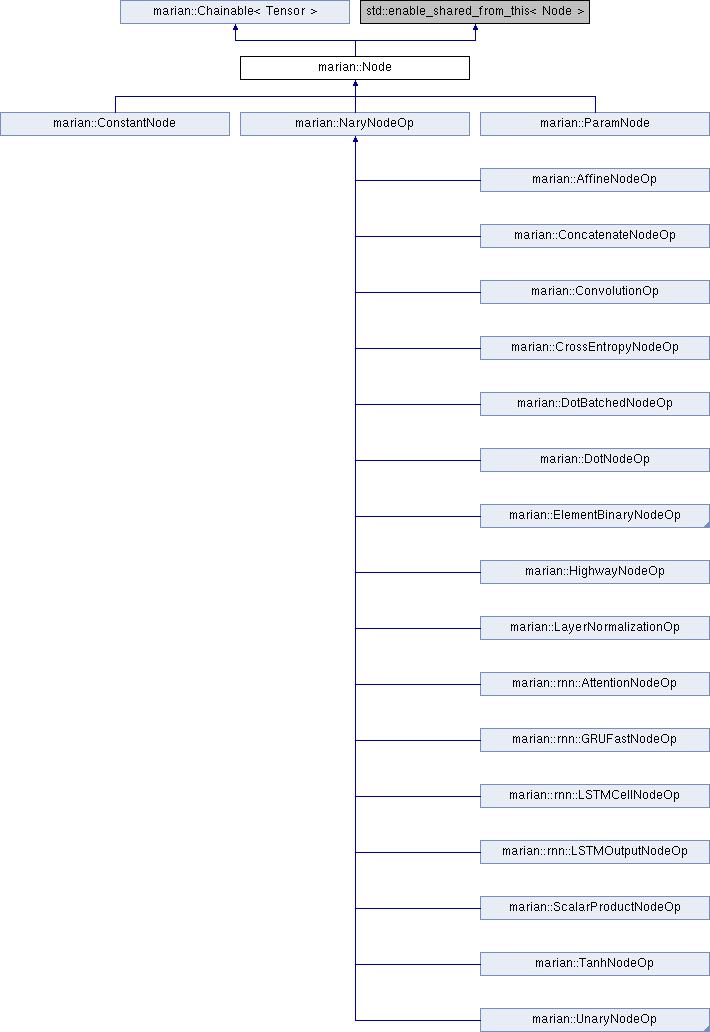 marian::Chainable< Tensor >
std::enable_shared_from_this< Node >
marian::Node
marian::ConstantNode
marian::NaryNodeOp
marian::ParamNode
marian::AffineNodeOp
marian::ConcatenateNodeOp
marian::ConvolutionOp
marian::CrossEntropyNodeOp
marian::DotBatchedNodeOp
marian::DotNodeOp
marian::ElementBinaryNodeOp
marian::HighwayNodeOp
marian::LayerNormalizationOp
marian::rnn::AttentionNodeOp
marian::rnn::GRUFastNodeOp
marian::rnn::LSTMCellNodeOp
marian::rnn::LSTMOutputNodeOp
marian::ScalarProductNodeOp
marian::TanhNodeOp
marian::UnaryNodeOp